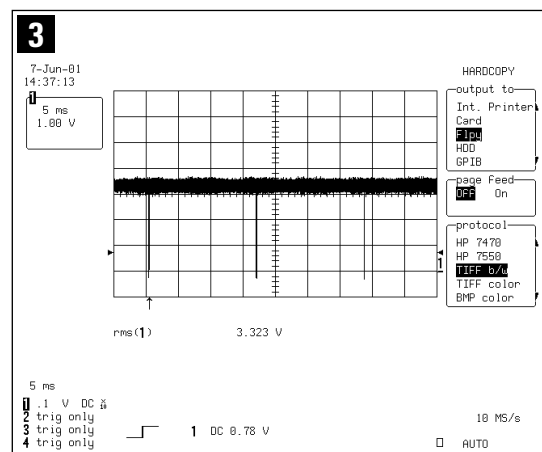 3
7-Jun-01
14:37:13
HARDCOPY
1
5 ms
1.00 V
output to
Int. Printer
Card
Flpy
HDD
GPIB
page feed
OFF On
protocol
HP 7470
HP 7550
TIFF b/w
TIFF color
BMP color
1
rms(1) 3.323 V
5 ms
1 .1 V DC X10
2 trig only
3 trig only
4 trig only
1 DC 0.78 V
10 MS/s
AUTO